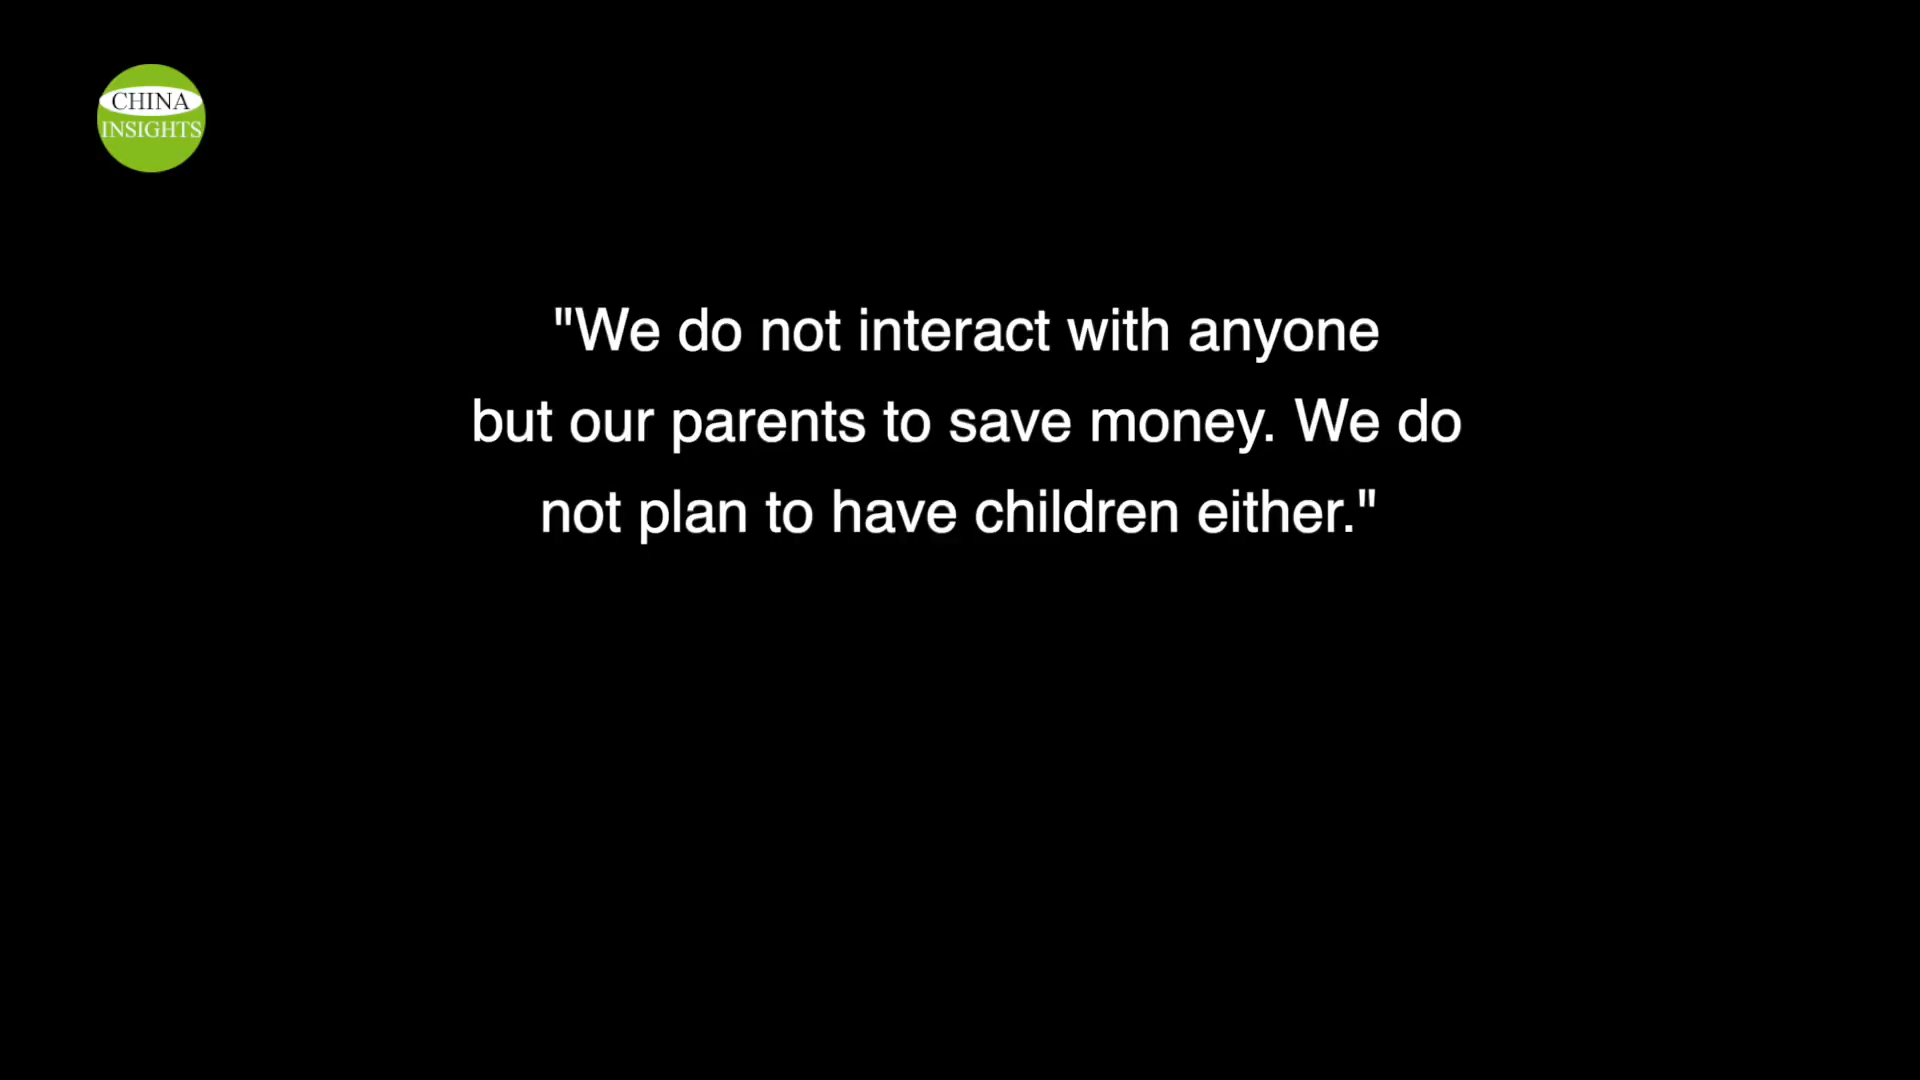 CHINA
INSIGHTS
"We do not interact with anyone
but our parents to save money. We do
not plan to have children either."